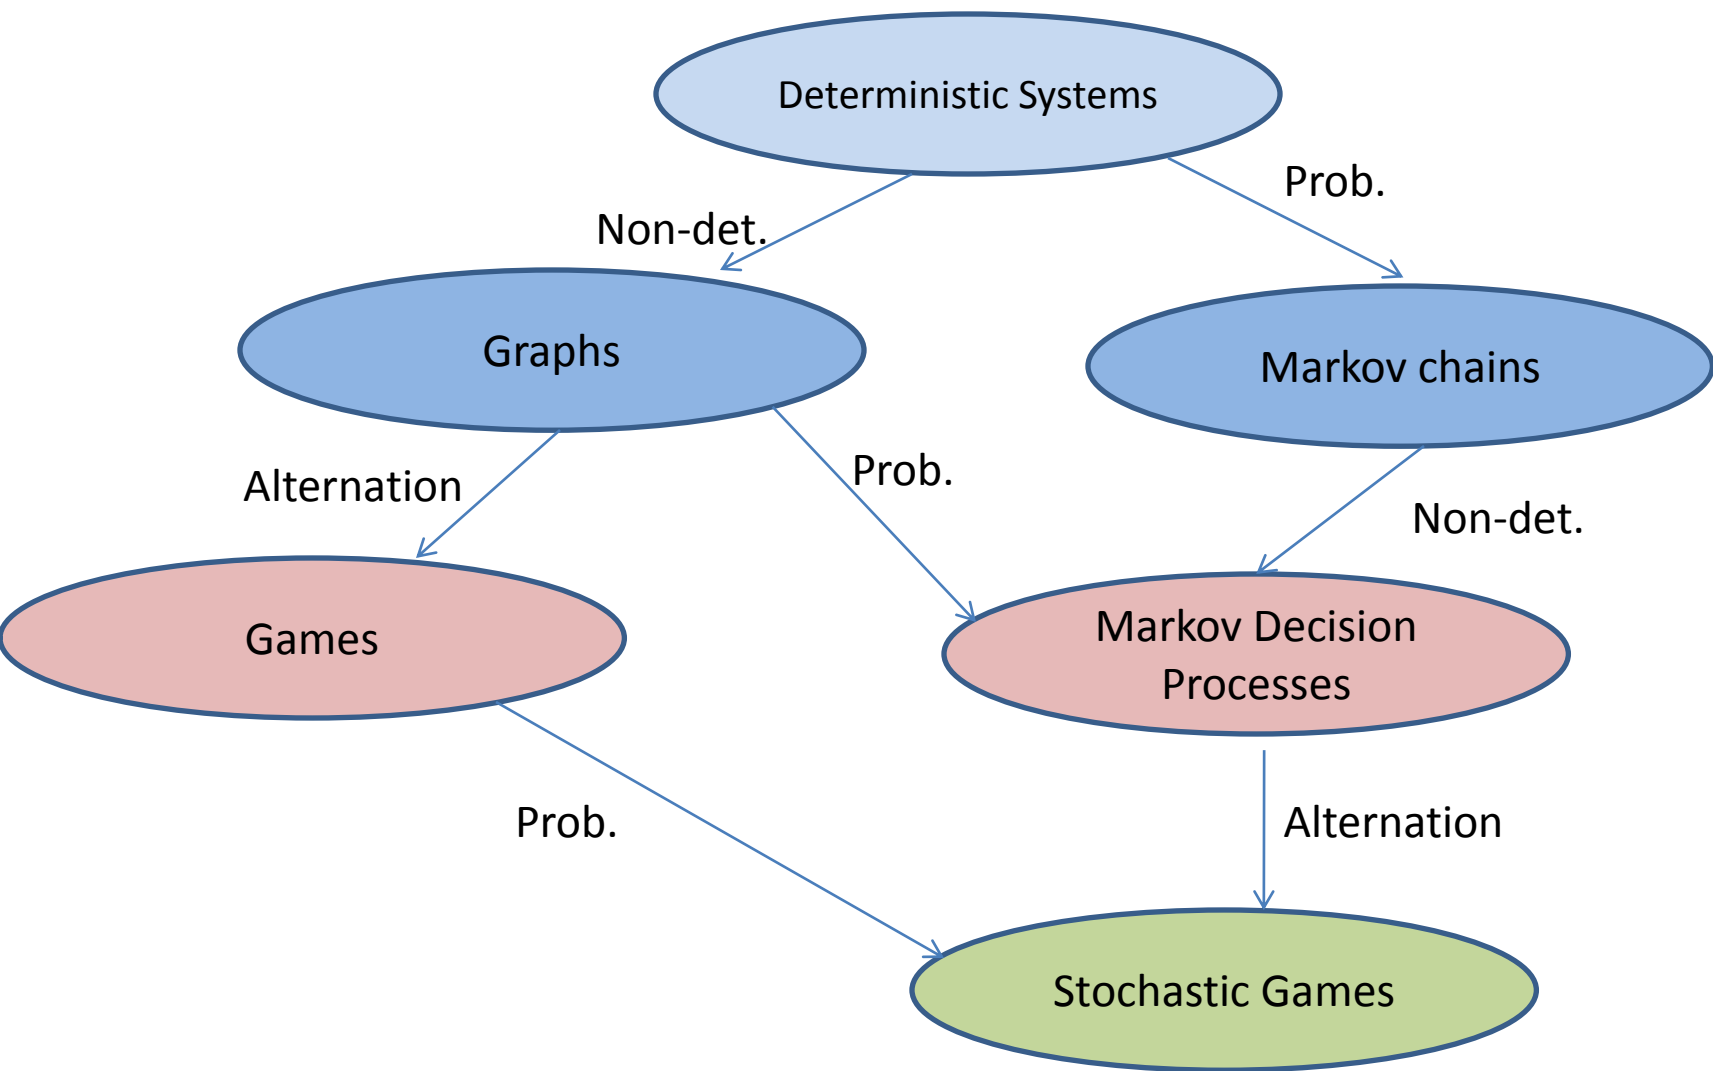 Deterministic Systems
Prob.
Non-det.
Graphs
Markov chains
Alternation
Prob.
Non-det.
Games
Markov Decision
Processes
Prob.
Alternation
Stochastic Games